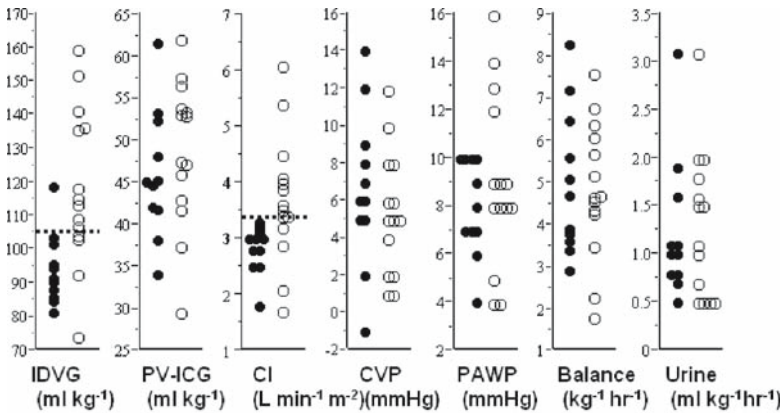 170 65 7 16 16 9 3.5
160 60 14 8
150 6 12 14 3.0
140 55 10 7 2.5
130 50 5 8 12 6
120 45 6 10 2.0
110 4 5
100 40 4 8 1.5
90 35 3 2 6 4 1.0
80 30 2 0 3 0.5
70 25 1 -2 4 2
2 1 0.0
IDVG PV-ICG CI CVP PAWP Balance Urine
(ml kg-1) (ml kg-1) (L min-1 m-2)(mmHg) (mmHg) (kg-1 hr-1) ml kg-1hr-1)